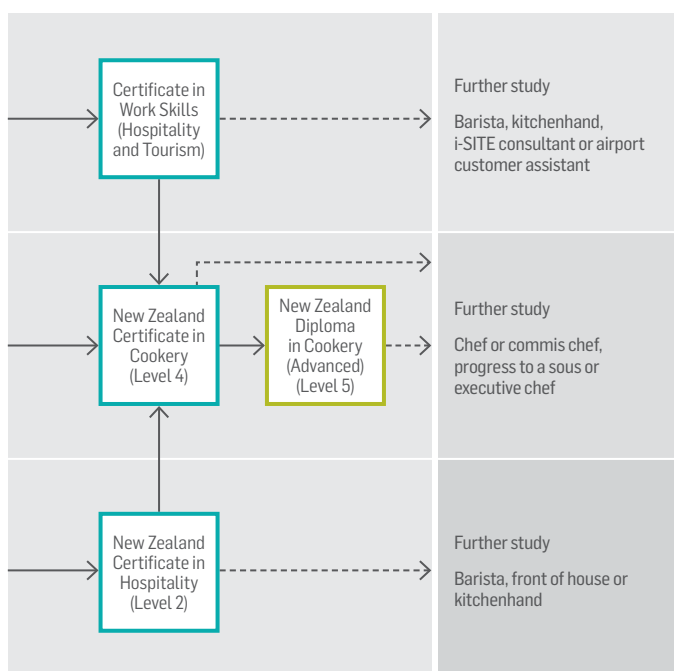 Certificate in
Work Skills
(Hospitality
and Tourism)
Further study
Barista, kitchenhand,
i-SITE consultant or airport
customer assistant
New Zealand
Certificate in
Cookery
(Level 4)
New Zealand
Diploma
in Cookery
(Advanced)
(Level 5)
Further study
Chef or commis chef,
progress to a sous or
executive chef
New Zealand
Certificate in
Hospitality
(Level 2)
Further study
Barista, front of house or
kitchenhand